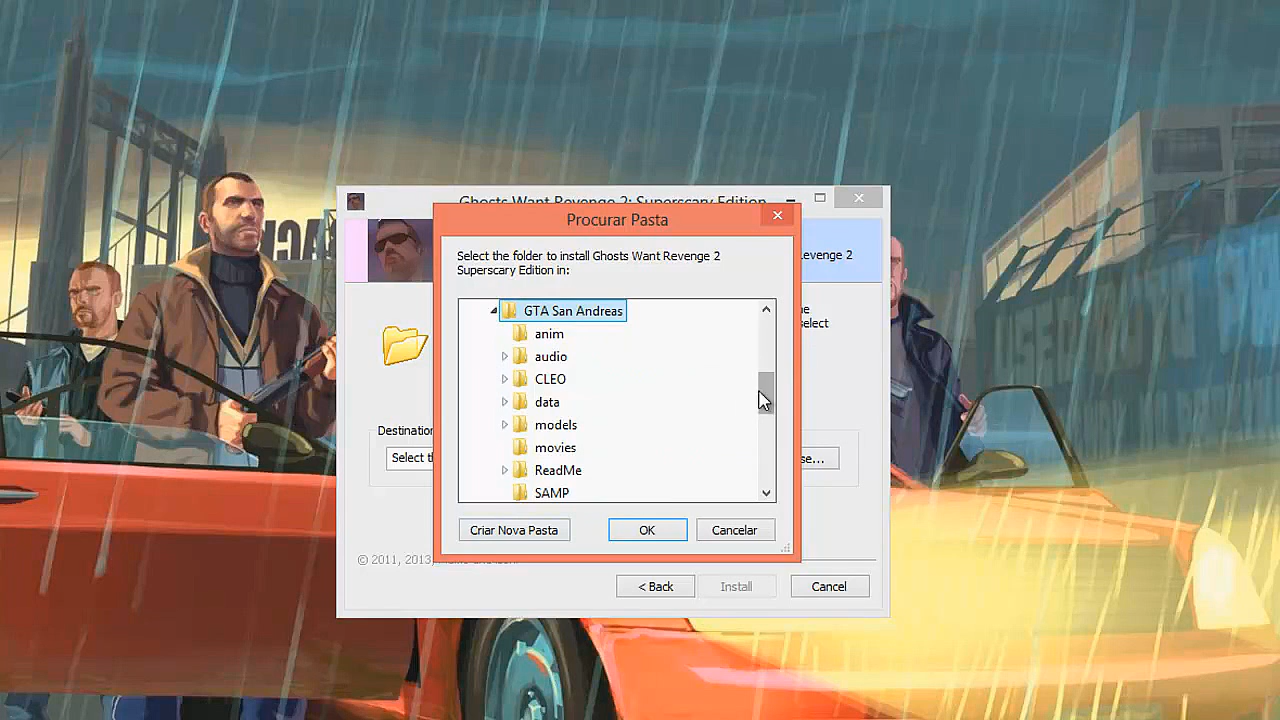 Ghosts Want Revenge 2: Superscary Edition
Procurar Pasta
Select the folder to install Ghosts Want Revenge 2
Superscary Edition in:
evenge 2
select
GTA San Andreas
anim
audio
CLEO
data
models
movies
ReadMe
SAMP
Destination
Select th
se...
Criar Nova Pasta
OK
Cancelar
© 2011, 2013,
< Back
Install
Cancel